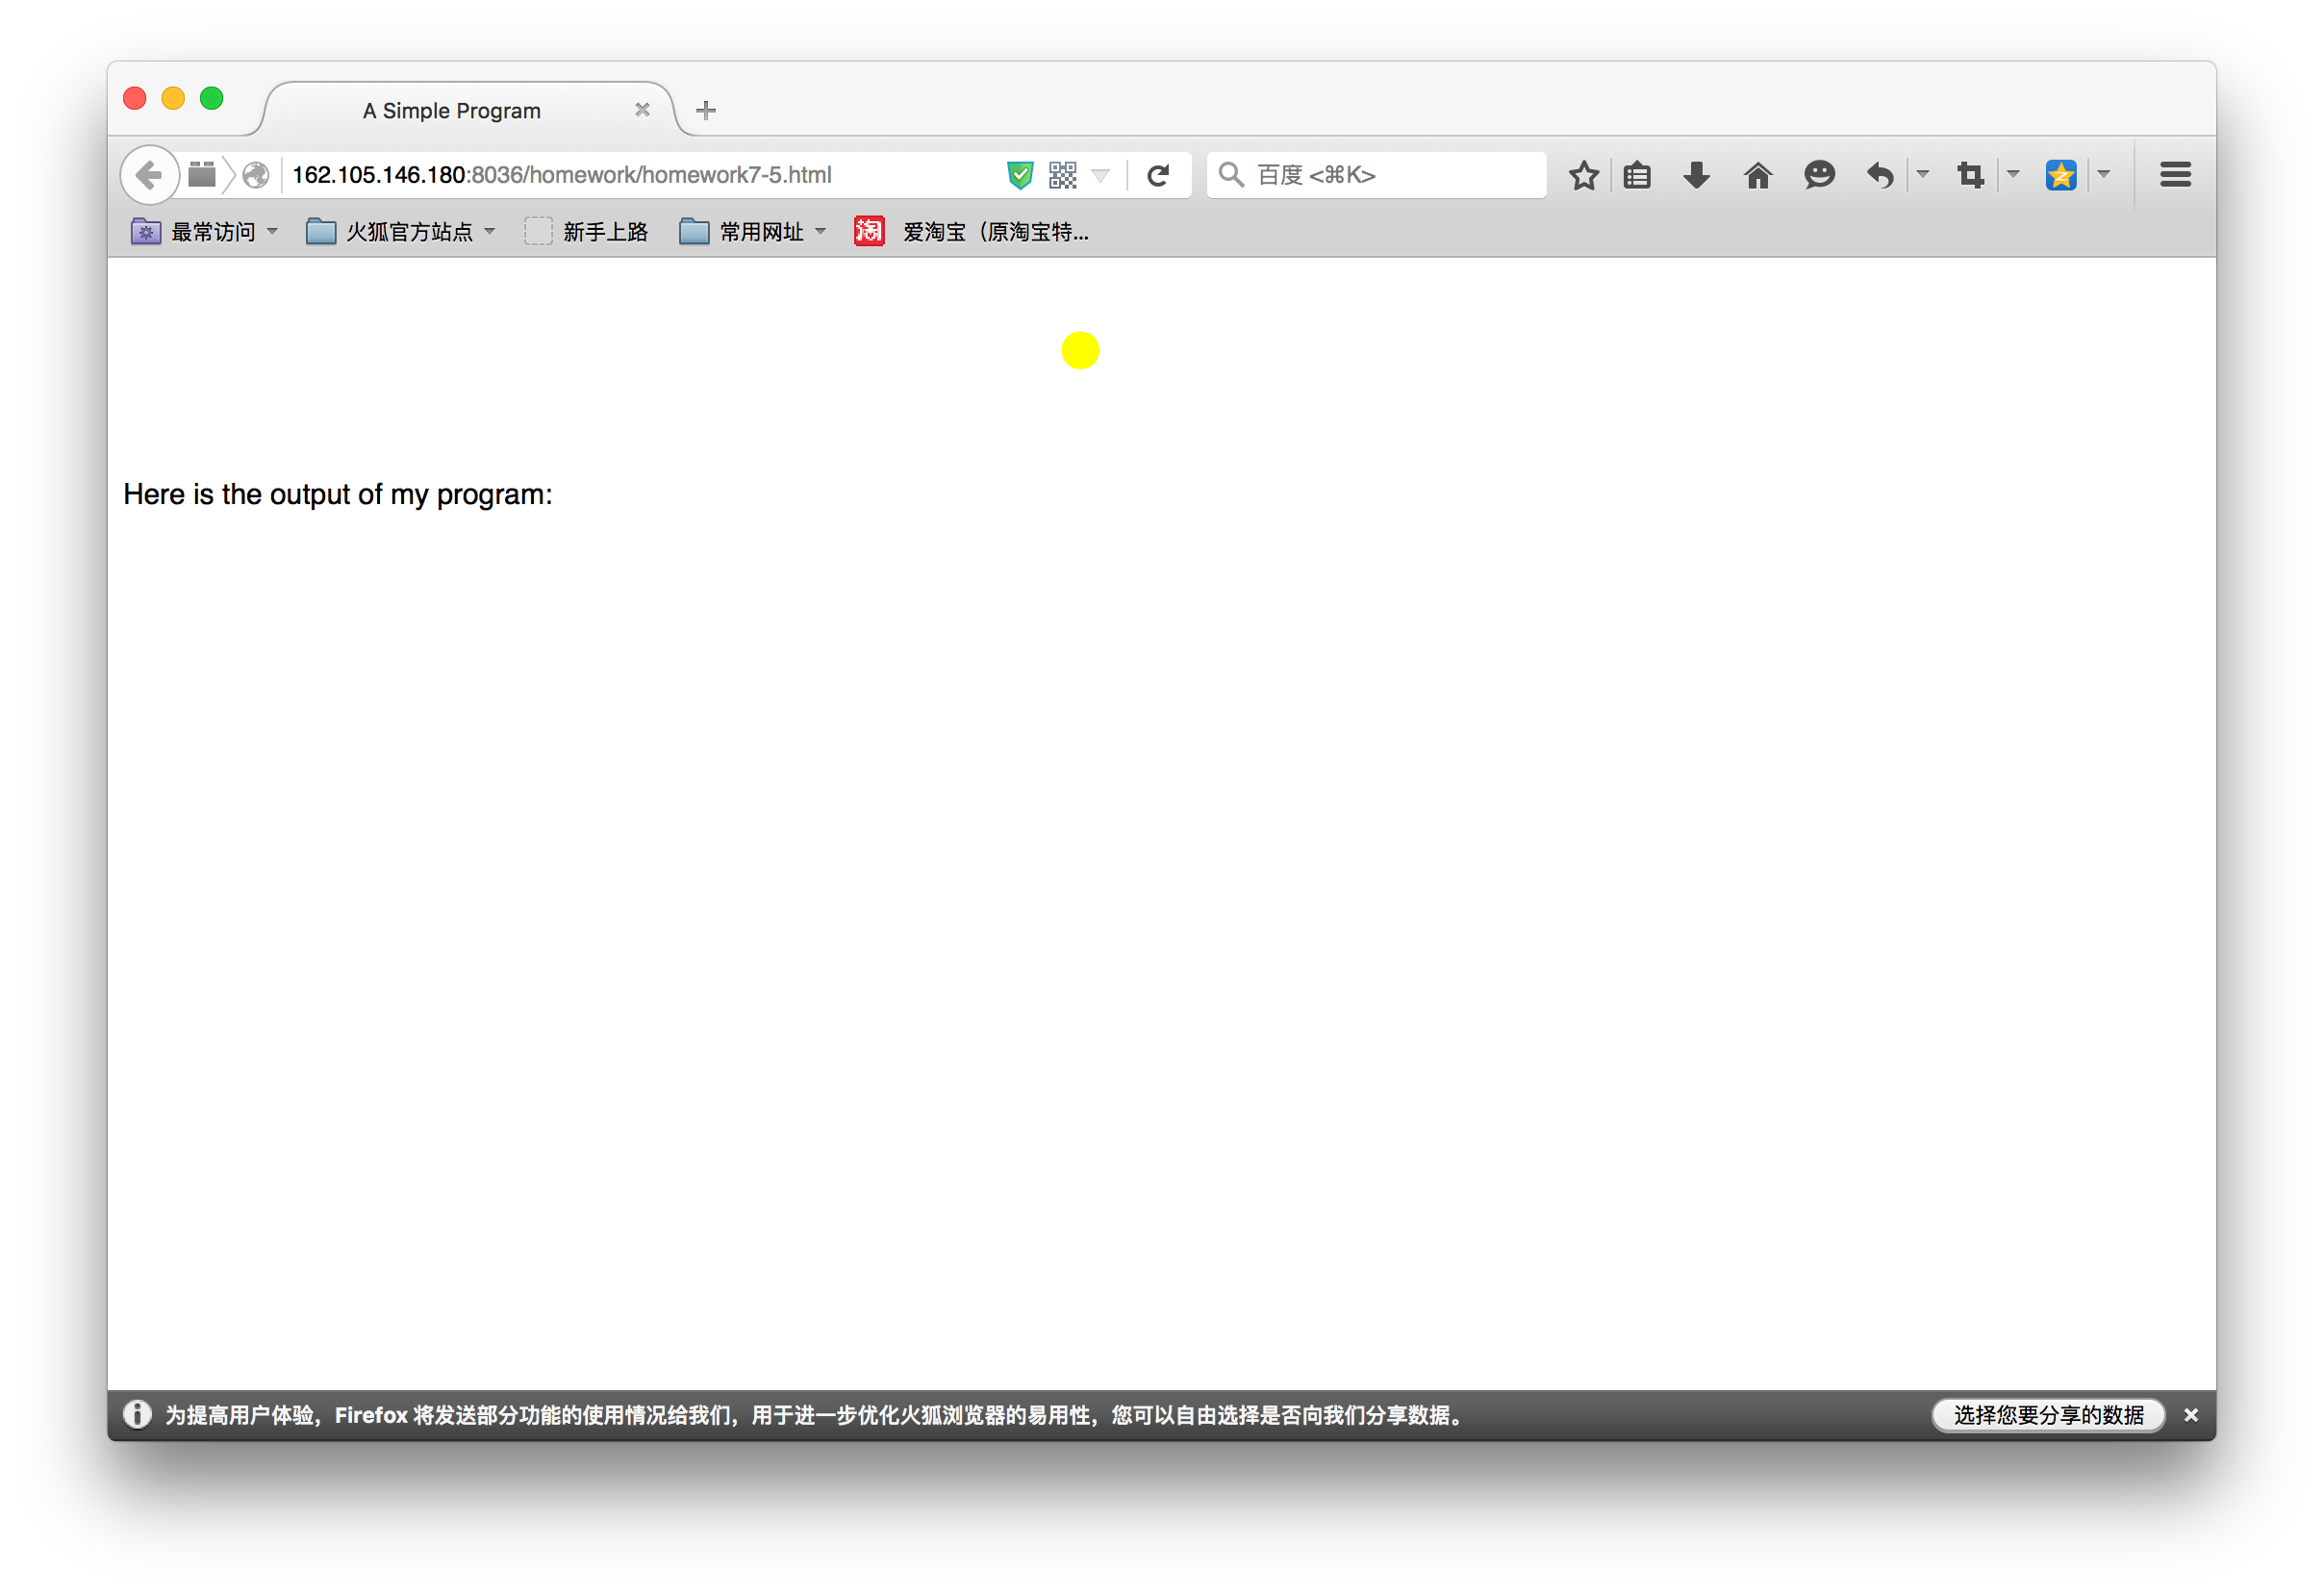 A Simple Program
162.105.146.180:8036/homework/homework7-5.html
百度 <⌘K>
最常访问
火狐官方站点
新手上路
常用网址
淘
爱淘宝（原淘宝特...
Here is the output of my program:
为提高用户体验，Firefox 将发送部分功能的使用情况给我们，用于进一步优化火狐浏览器的易用性，您可以自由选择是否向我们分享数据。
选择您要分享的数据